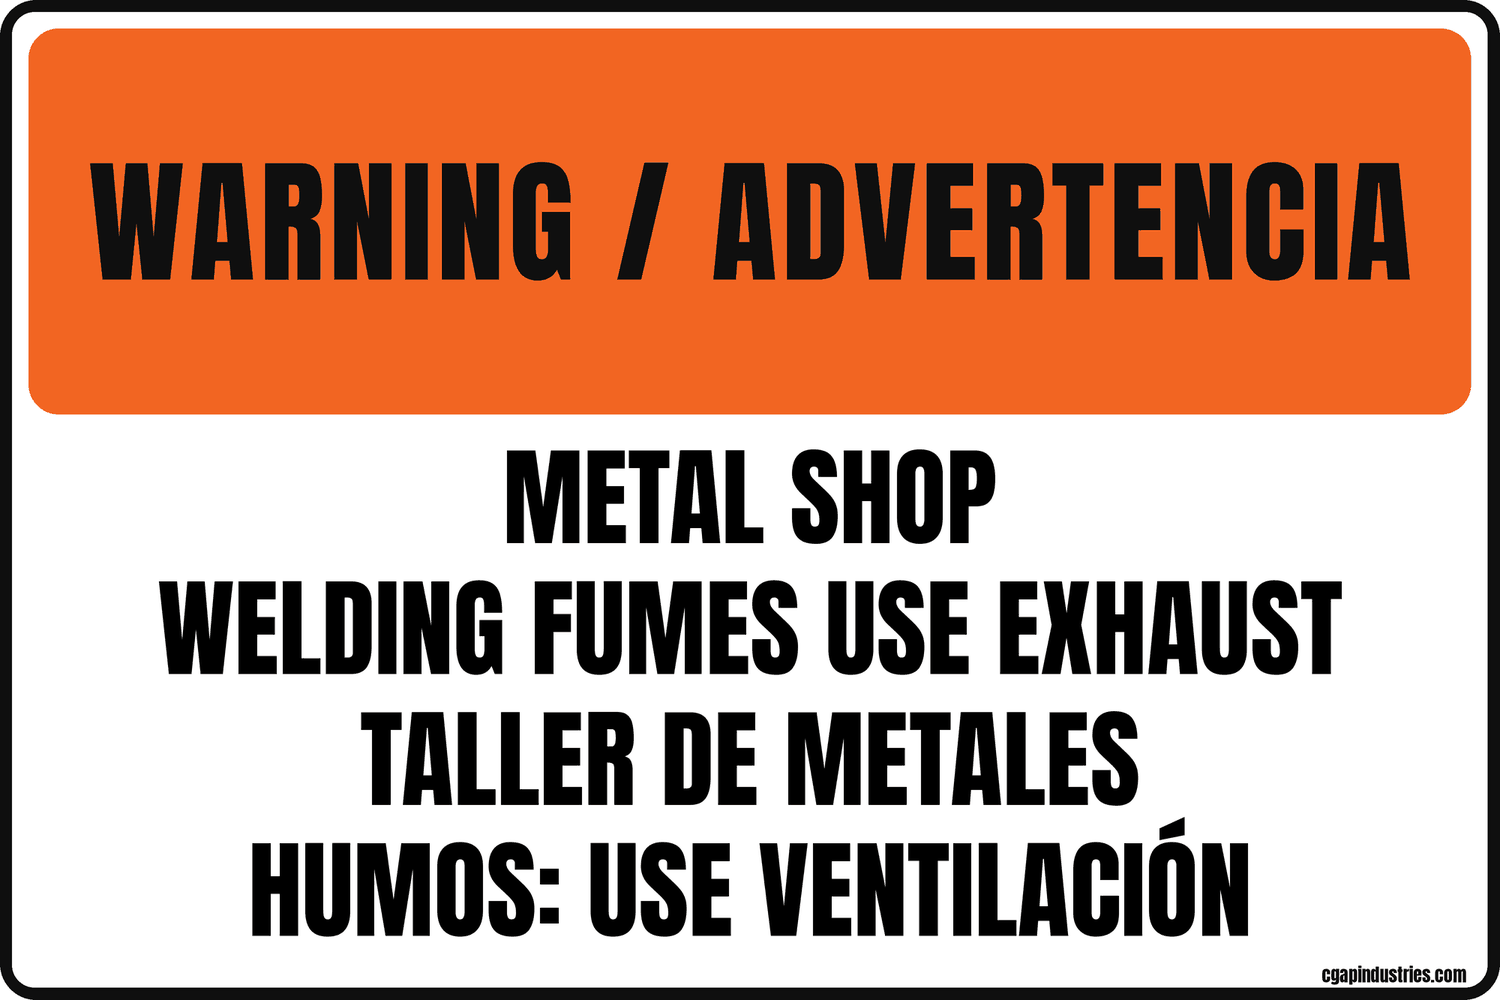 WARNING / ADVERTENCIA
METAL SHOP
WELDING FUMES USE EXHAUST
TALLER DE METALES
HUMOS: USE VENTILACIÓN
cgapindustries.com